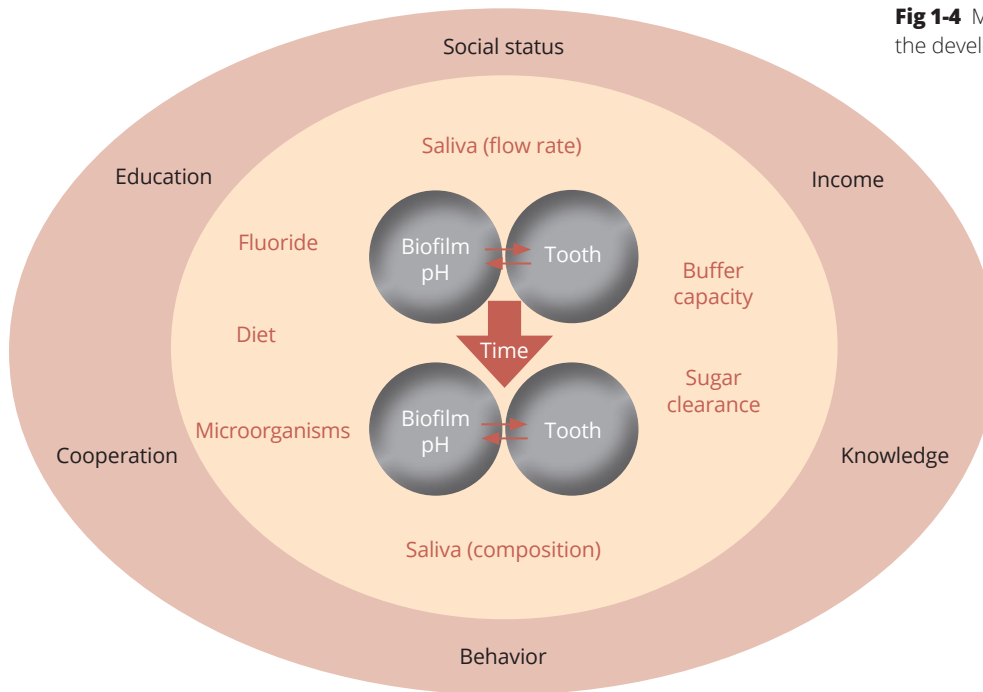 Fig 1-4 M
the devel
Social status
Education
Income
Saliva (flow rate)
Fluoride
Biofilm
pH
Tooth
Buffer
capacity
Diet
Time
Sugar
clearance
Microorganisms
Biofilm
pH
Tooth
Cooperation
Knowledge
Saliva (composition)
Behavior